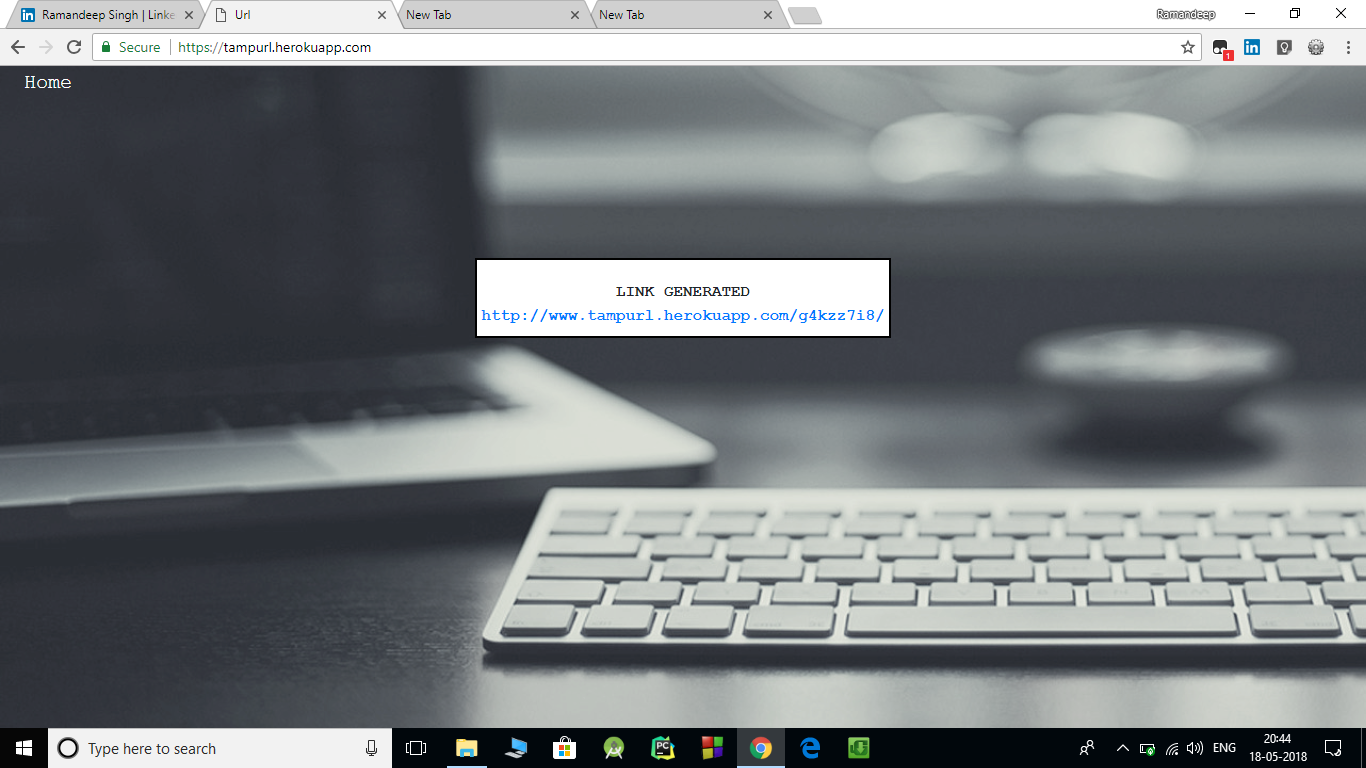 Ramandeep Singh | Linke
Url
New Tab
New Tab
Ramandeep
Secure
https://tampurl.herokuapp.com
1
Home
LINK GENERATED
http://www.tampurl.herokuapp.com/g4kzz7i8/
Type here to search
ENG
20:44
18-05-2018